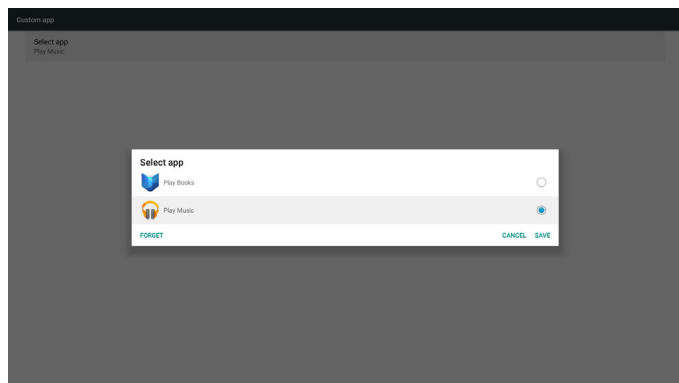 Custom app
Select app
Play Music
Select app
Play Books
Play Music
FORGET CANCEL SAVE